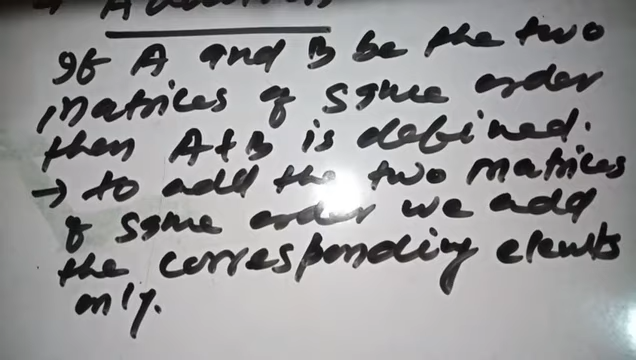 Addition
If A and B be the two
matrices of same order
then A+B is defined.
→ to add the two matrices
of same order we add
the corresponding elements
only.